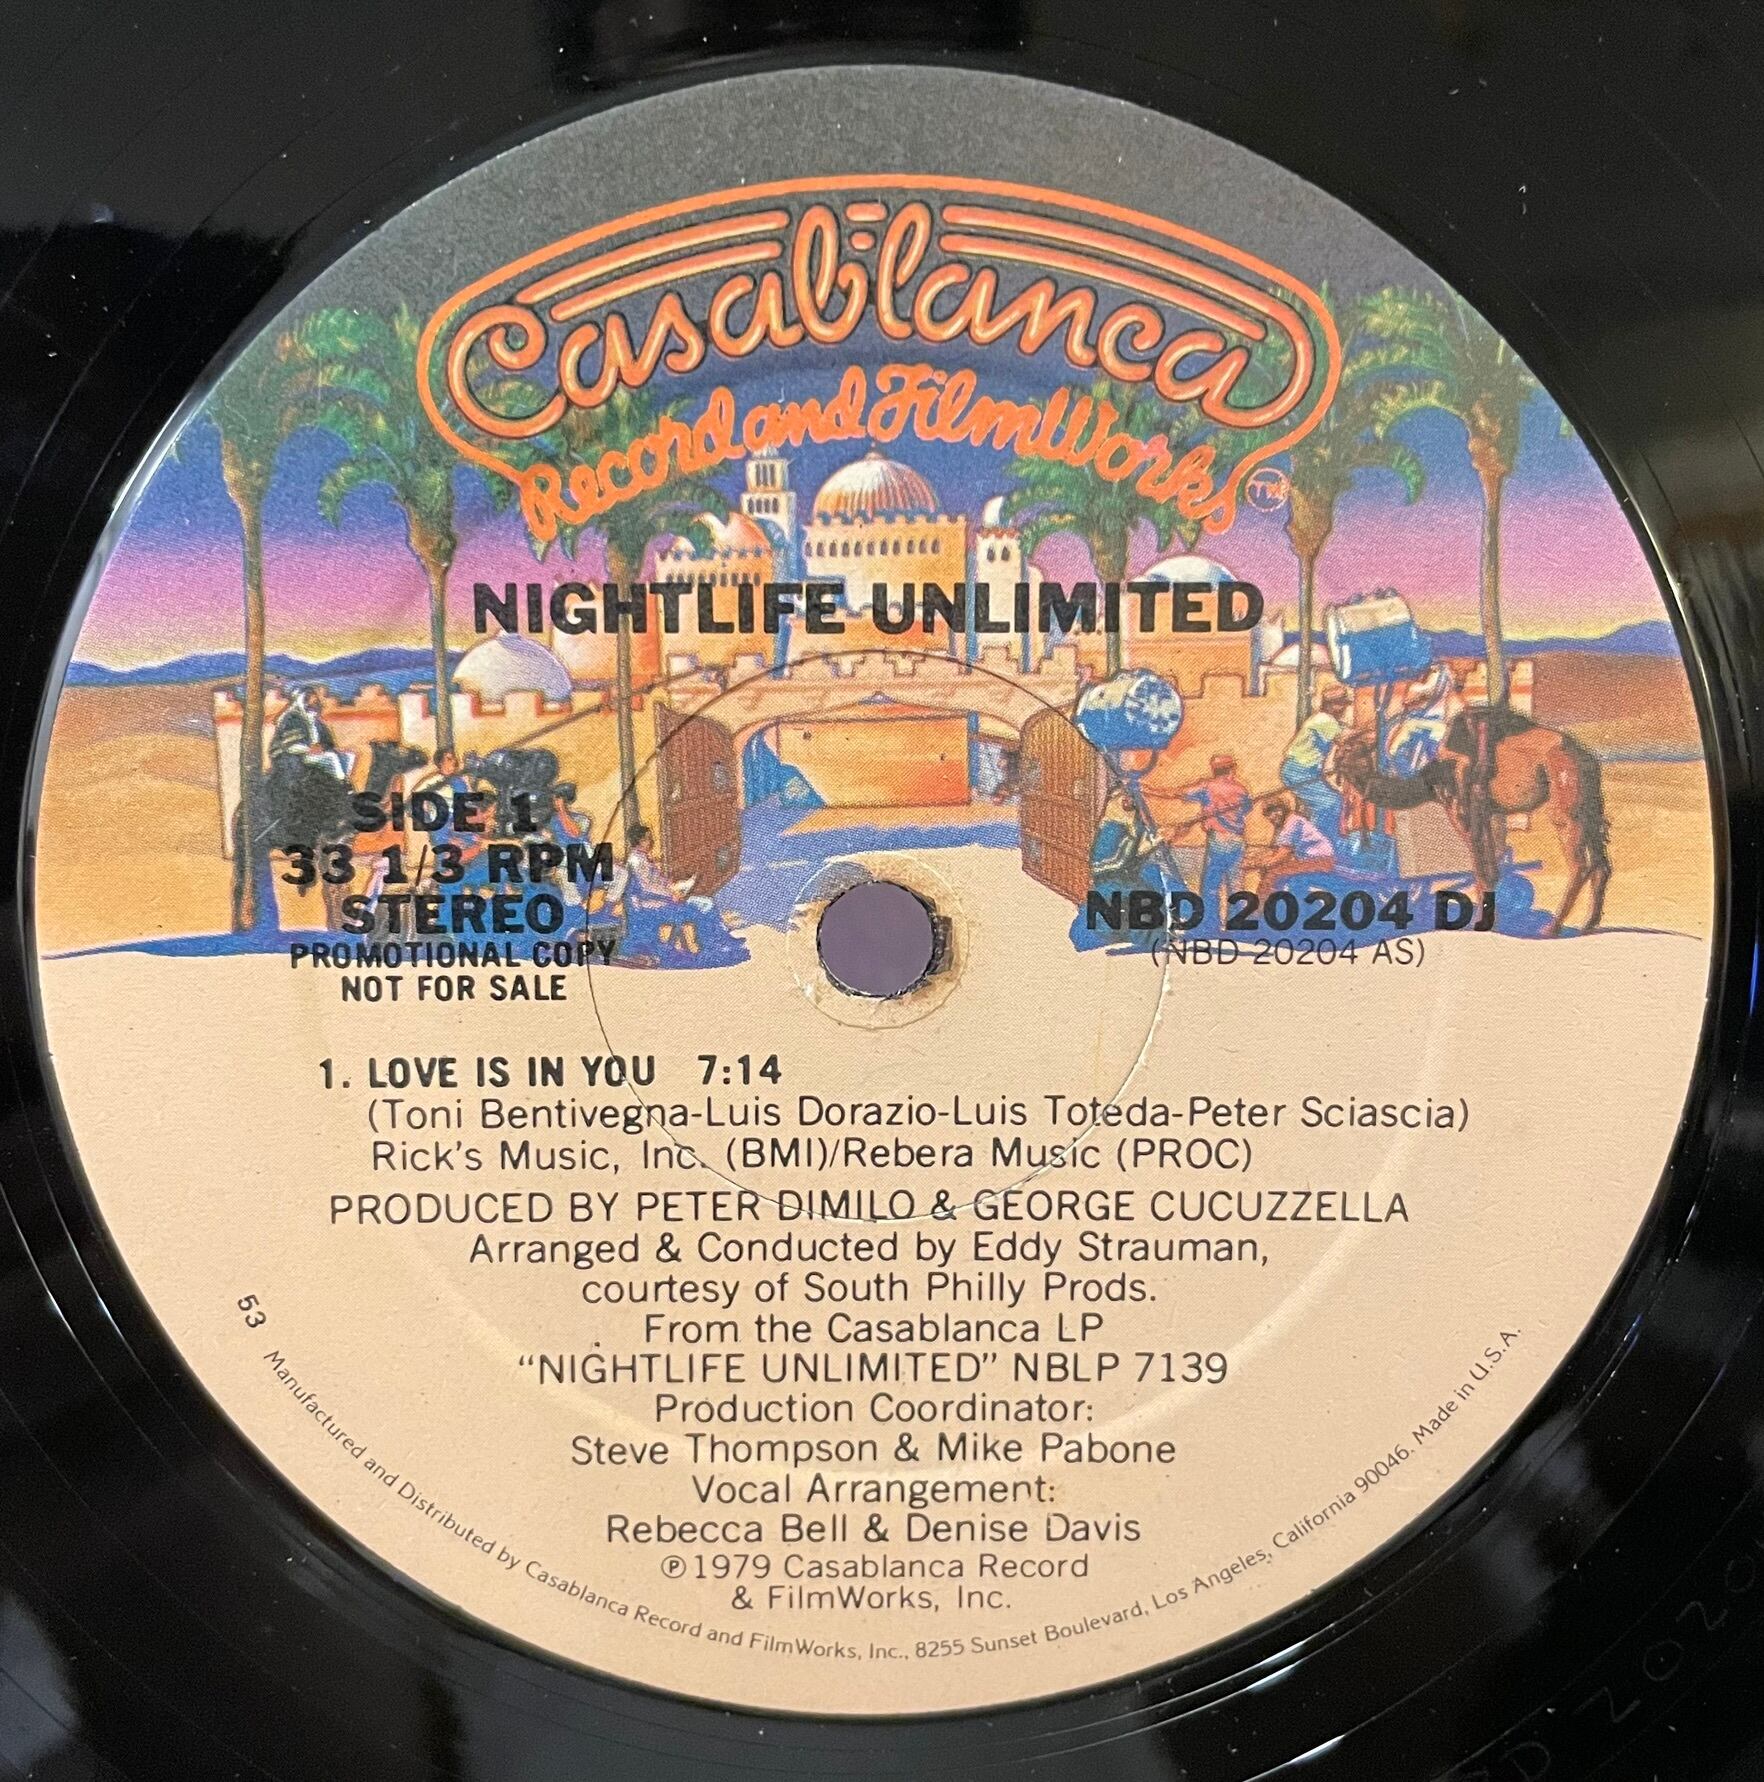 Casablanca
Record and FilmWorks TM
NIGHTLIFE UNLIMITED
SIDE 1
33 1/3 RPM
STEREO
PROMOTIONAL COPY
NOT FOR SALE
NBD 20204 DJ
(NBD 20204 AS)
1. LOVE IS IN YOU 7:14
(Toni Bentivegna-Luis Dorazio-Luis Toteda-Peter Sciascia)
Rick's Music, Inc. (BMI)/Rebera Music (PROC)
PRODUCED BY PETER DIMILO & GEORGE CUCUZZELLA
Arranged & Conducted by Eddy Strauman,
courtesy of South Philly Prods.
From the Casablanca LP
“NIGHTLIFE UNLIMITED” NBLP 7139
Production Coordinator:
Steve Thompson & Mike Pabone
Vocal Arrangement:
Rebecca Bell & Denise Davis
℗ 1979 Casablanca Record
& FilmWorks, Inc.
53 Manufactured and Distributed by Casablanca Record and FilmWorks, Inc., 8255 Sunset Boulevard, Los Angeles, California 90046. Made in U.S.A.